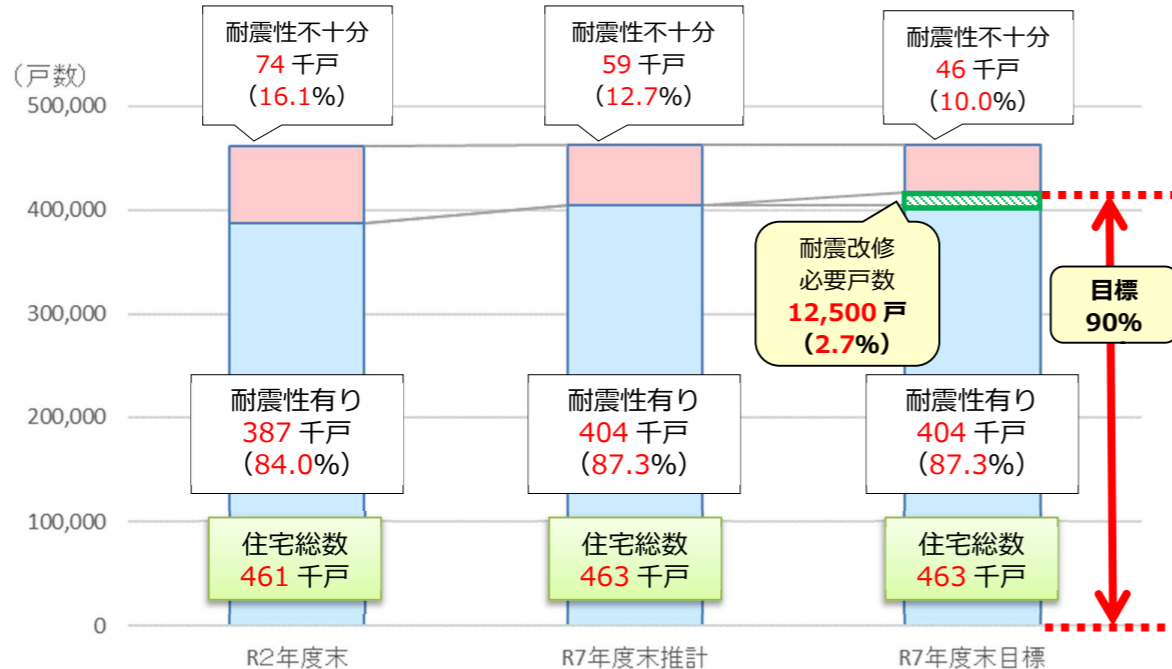 耐震性不十分
74 千戸
(16.1%)
耐震性不十分
59 千戸
(12.7%)
耐震性不十分
46 千戸
(10.0%)
(戸数)
500,000
400,000
300,000
200,000
100,000
0
耐震改修
必要戸数
12,500 戸
(2.7%)
目標
90%
耐震性有り
387 千戸
(84.0%)
耐震性有り
404 千戸
(87.3%)
耐震性有り
404 千戸
(87.3%)
住宅総数
461 千戸
住宅総数
463 千戸
住宅総数
463 千戸
R2年度末
R7年度末推計
R7年度末目標